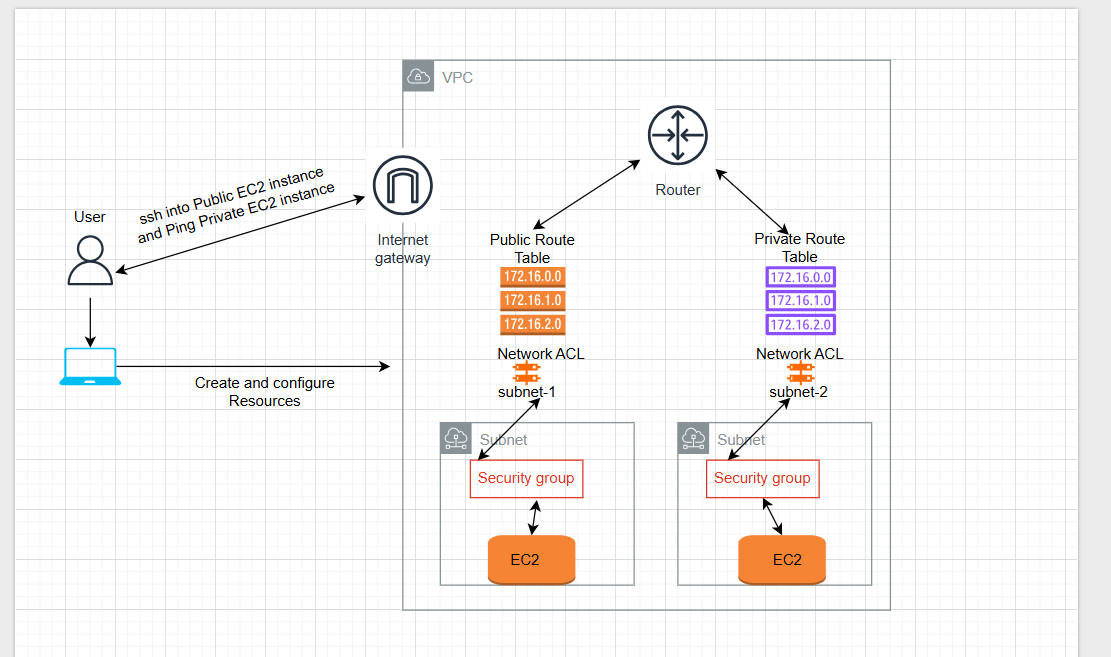 VPC
Router
ssh into Public EC2 instance
and Ping Private EC2 instance
User
Internet
gateway
Public Route
Table
172.16.0.0
172.16.1.0
172.16.2.0
Private Route
Table
172.16.0.0
172.16.1.0
172.16.2.0
Network ACL
subnet-1
Network ACL
subnet-2
Create and configure
Resources
Subnet
Security group
EC2
Subnet
Security group
EC2